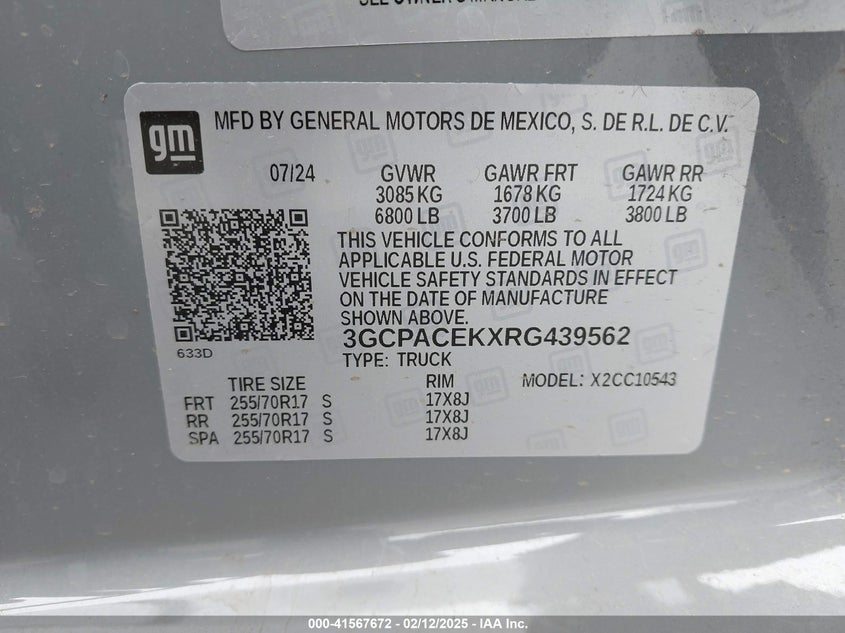 SEE OWNER'S MANUAL
gm
MFD BY GENERAL MOTORS DE MEXICO, S. DE R.L. DE C.V.
07/24 GVWR GAWR FRT GAWR RR
3085 KG 1678 KG 1724 KG
6800 LB 3700 LB 3800 LB
THIS VEHICLE CONFORMS TO ALL
APPLICABLE U.S. FEDERAL MOTOR
VEHICLE SAFETY STANDARDS IN EFFECT
ON THE DATE OF MANUFACTURE
SHOWN ABOVE.
3GCPACEKXRG439562
633D
TYPE: TRUCK
TIRE SIZE RIM MODEL: X2CC10543
FRT 255/70R17 S 17X8J
RR 255/70R17 S 17X8J
SPA 255/70R17 S 17X8J
000-41567672 - 02/12/2025 - IAA Inc.